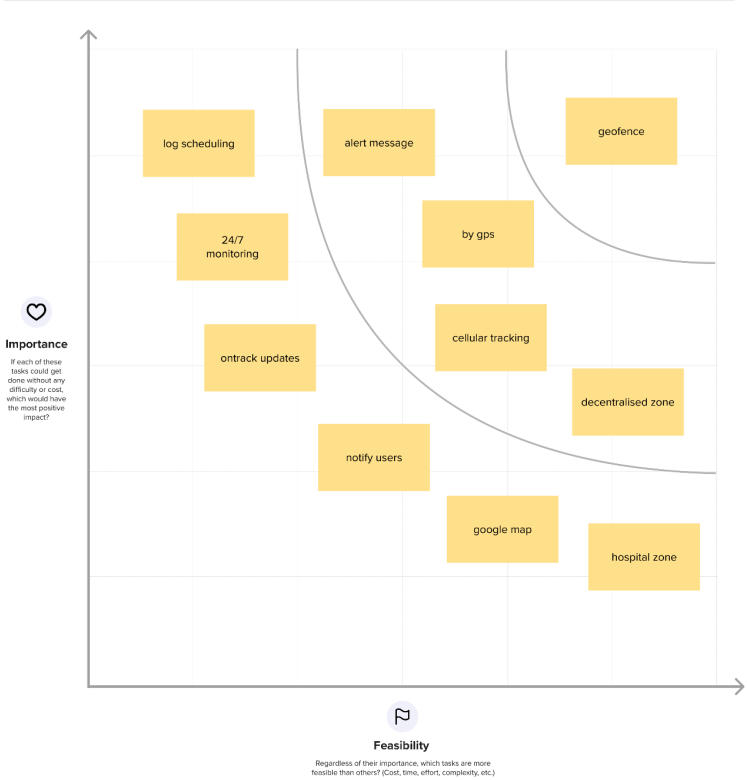 geofence
log scheduling
alert message
by gps
24/7
monitoring
cellular tracking
ontrack updates
decentralised zone
notify users
google map
hospital zone
Importance
If each of these
tasks could get
done without any
difficulty or cost,
which would have
the most positive
impact?
Feasibility
Regardless of their importance, which tasks are more
feasible than others? (Cost, time, effort, complexity, etc.)